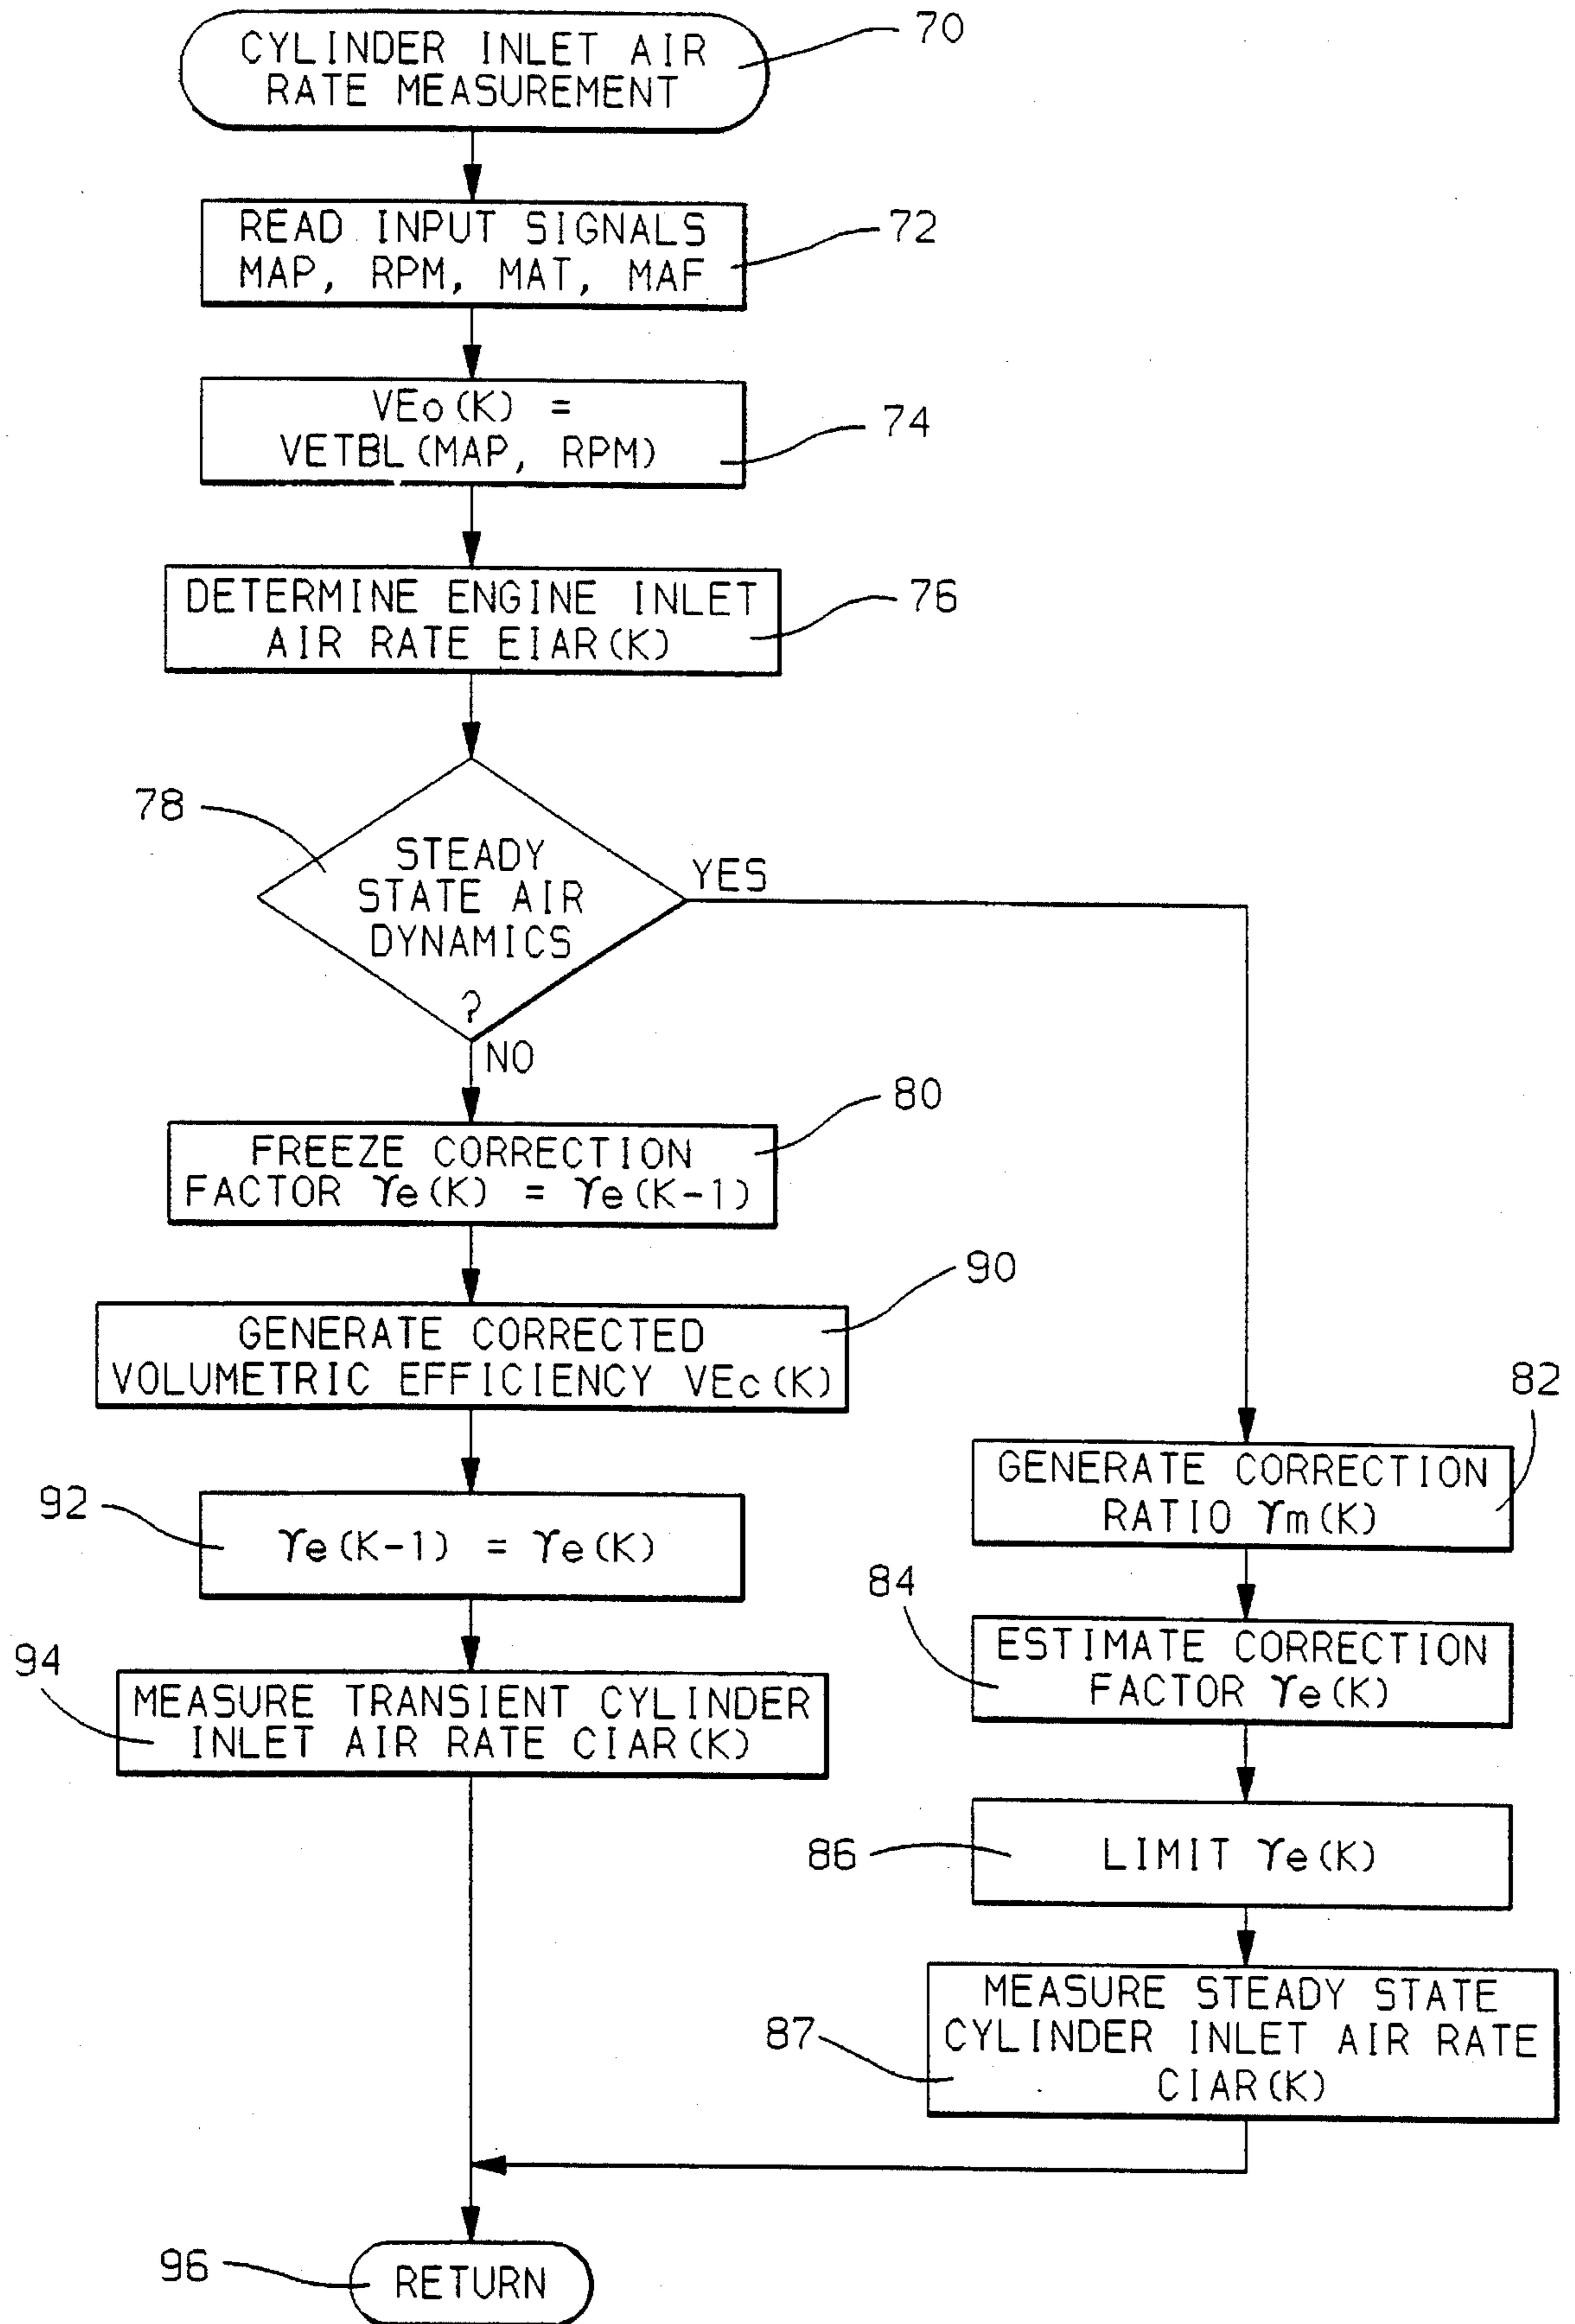 CYLINDER INLET AIR
RATE MEASUREMENT
70
READ INPUT SIGNALS
MAP, RPM, MAT, MAF
72
VEo(K) =
VETBL(MAP, RPM)
74
DETERMINE ENGINE INLET
AIR RATE EIAR(K)
76
78
STEADY
STATE AIR
DYNAMICS
?
YES
NO
80
FREEZE CORRECTION
FACTOR γe(K) = γe(K-1)
90
GENERATE CORRECTED
VOLUMETRIC EFFICIENCY VEc(K)
92
γe(K-1) = γe(K)
94
MEASURE TRANSIENT CYLINDER
INLET AIR RATE CIAR(K)
82
GENERATE CORRECTION
RATIO γm(K)
84
ESTIMATE CORRECTION
FACTOR γe(K)
86
LIMIT γe(K)
87
MEASURE STEADY STATE
CYLINDER INLET AIR RATE
CIAR(K)
96
RETURN